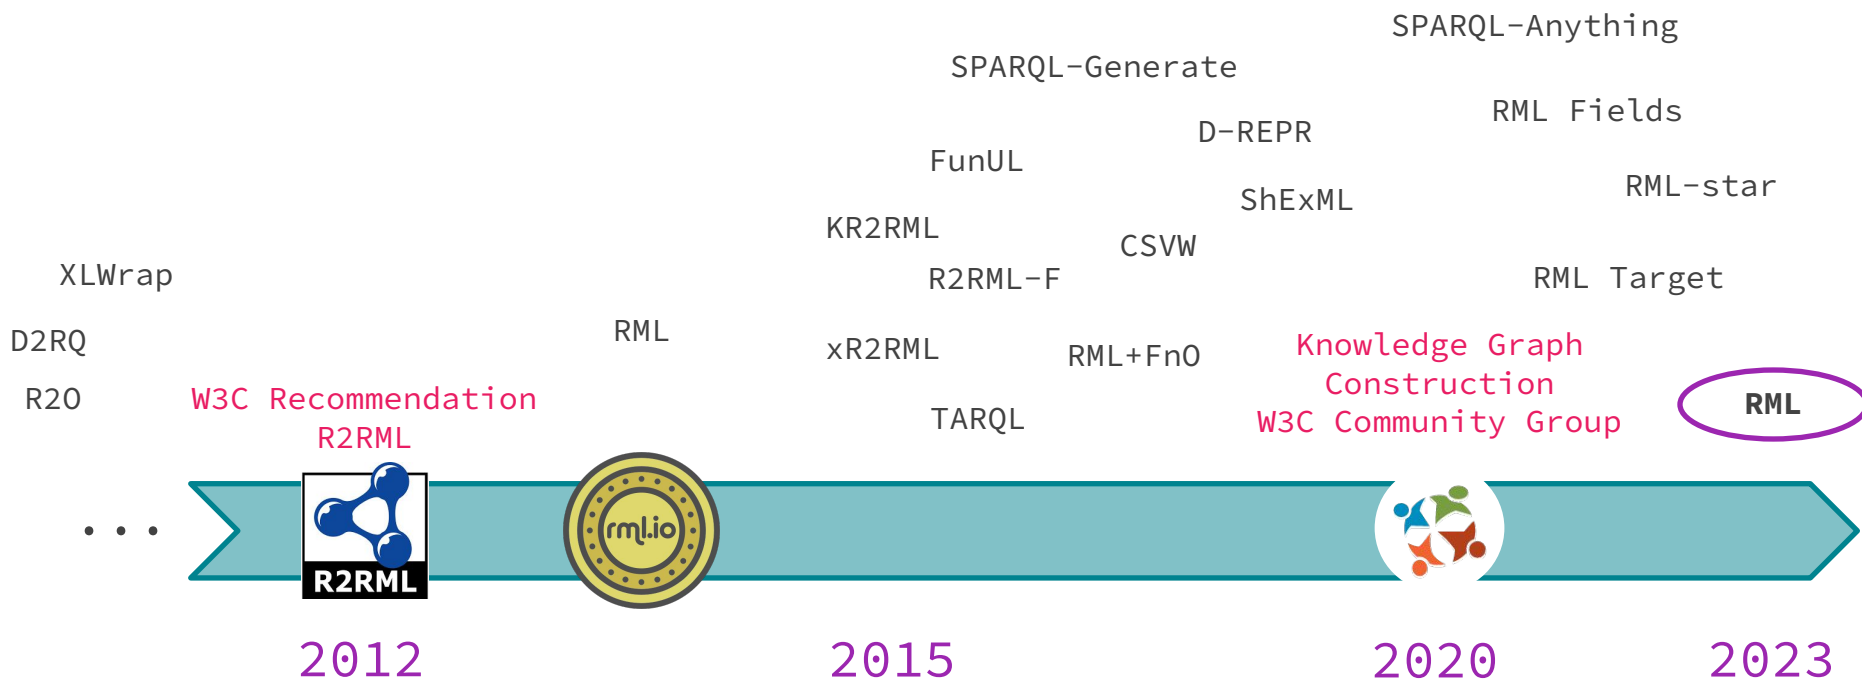 SPARQL-Anything
SPARQL-Generate
RML Fields
D-REPR
FunUL
RML-star
ShExML
KR2RML
CSVW
XLWrap
R2RML-F
RML Target
RML
D2RQ
xR2RML
RML+FnO
Knowledge Graph
Construction
W3C Community Group
R2O
W3C Recommendation
R2RML
TARQL
RML
...
R2RML
rml.io
2012
2015
2020
2023